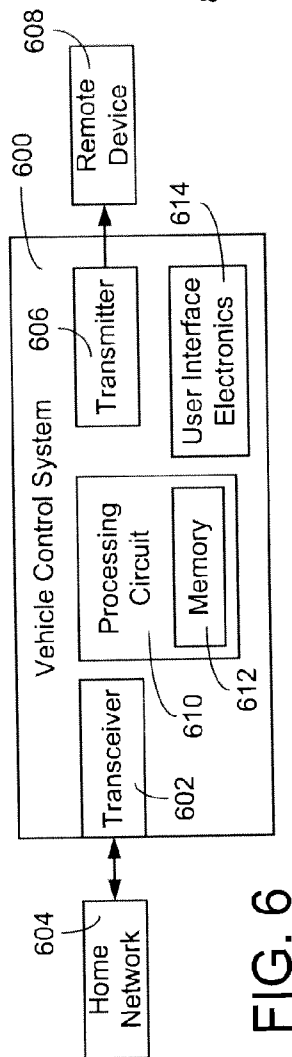 600
Vehicle Control System
604
Home
Network
Transceiver
602
Processing
Circuit
610
Memory
612
606
Transmitter
User Interface
Electronics
614
608
Remote
Device
FIG. 6